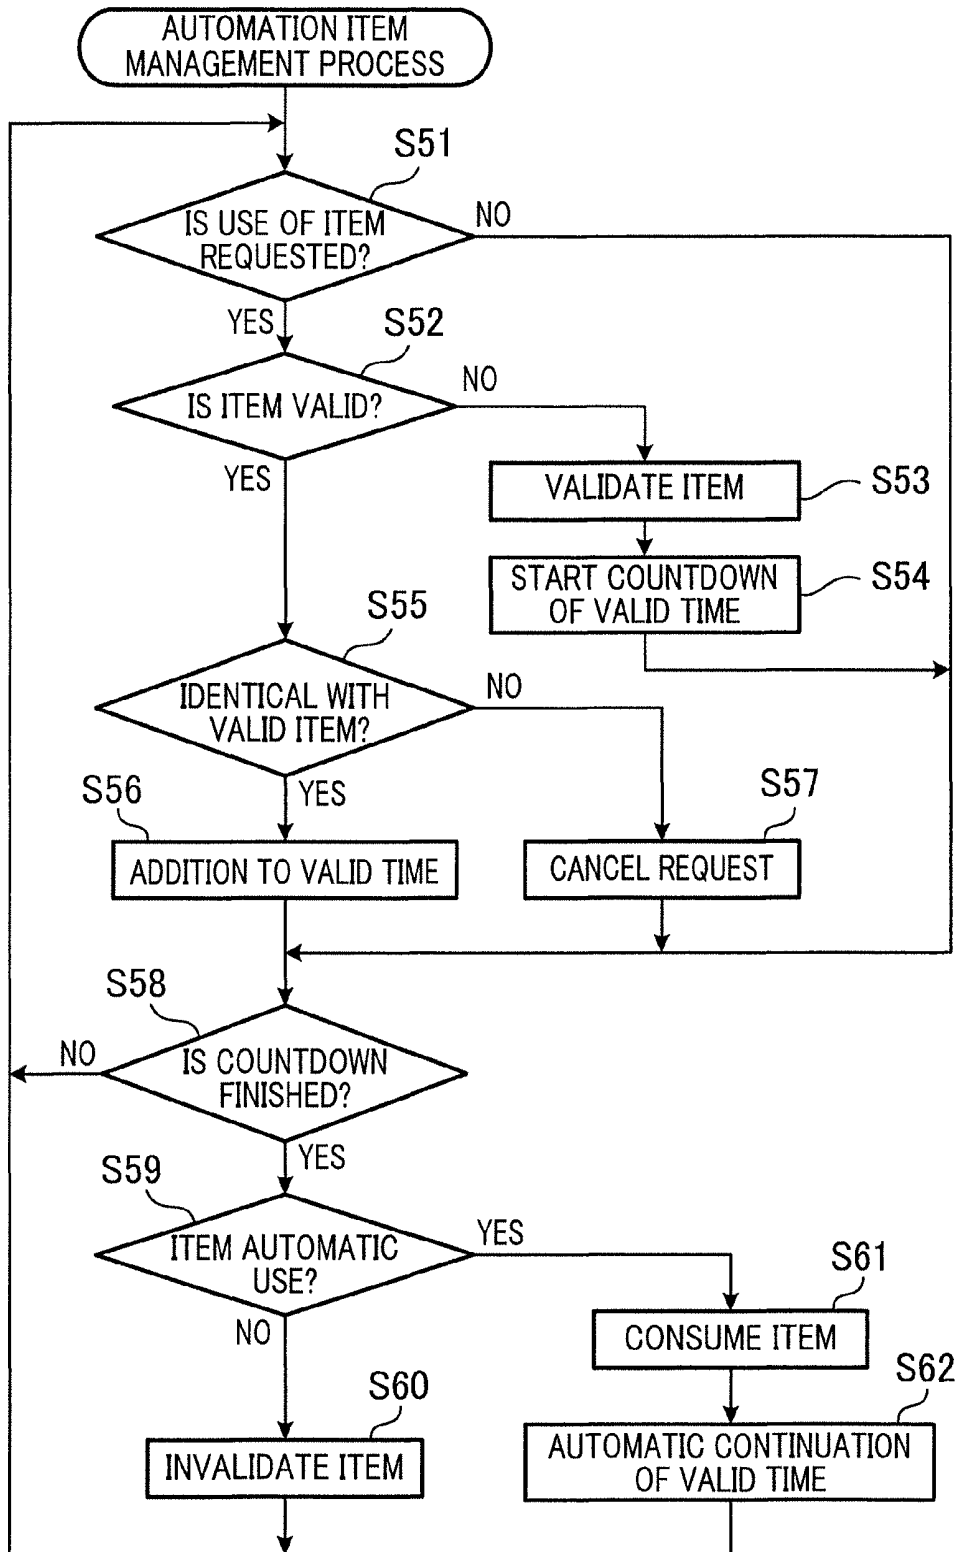 AUTOMATION ITEM
MANAGEMENT PROCESS
S51
IS USE OF ITEM
REQUESTED?
NO
YES
S52
IS ITEM VALID?
NO
YES
VALIDATE ITEM
S53
START COUNTDOWN
OF VALID TIME
S54
S55
IDENTICAL WITH
VALID ITEM?
NO
YES
S56
ADDITION TO VALID TIME
S57
CANCEL REQUEST
S58
IS COUNTDOWN
FINISHED?
NO
YES
S59
ITEM AUTOMATIC
USE?
YES
NO
S61
CONSUME ITEM
S60
INVALIDATE ITEM
S62
AUTOMATIC CONTINUATION
OF VALID TIME